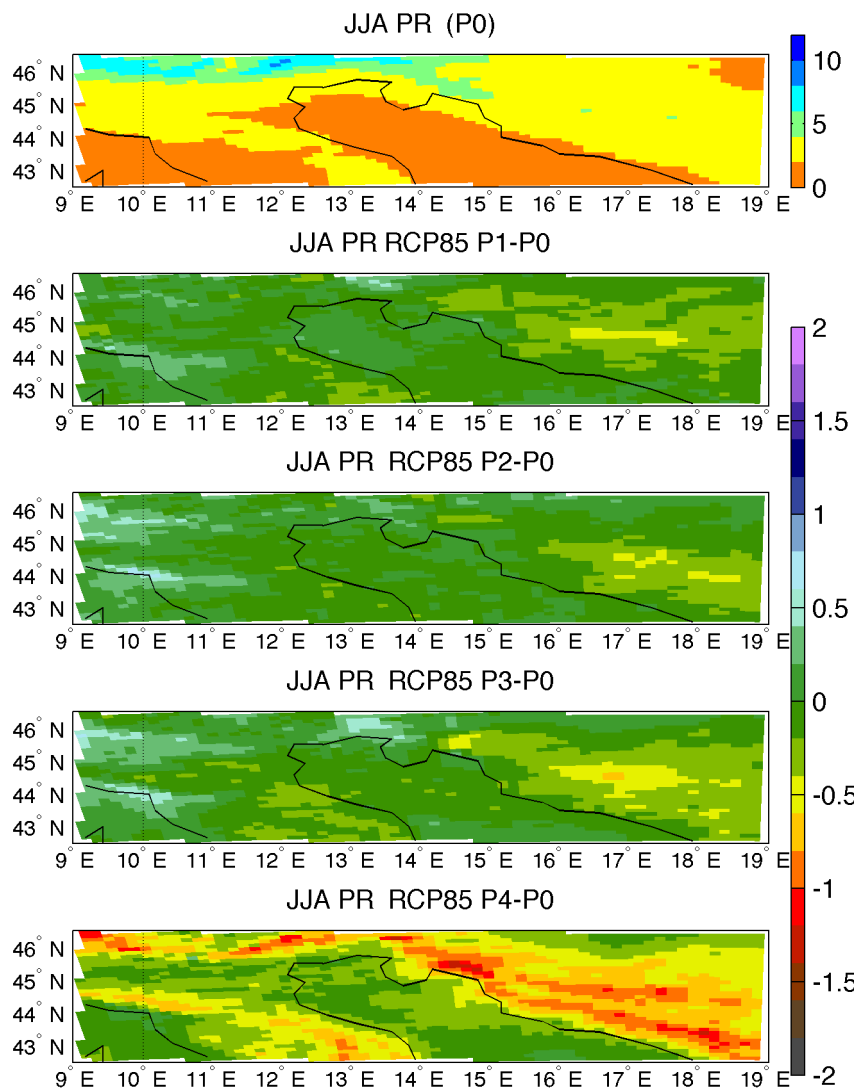 JJA PR (P0)
46° N
45° N
44° N
43° N
9° E 10° E 11° E 12° E 13° E 14° E 15° E 16° E 17° E 18° E 19° E
10
5
0
JJA PR RCP85 P1-P0
46° N
45° N
44° N
43° N
9° E 10° E 11° E 12° E 13° E 14° E 15° E 16° E 17° E 18° E 19° E
JJA PR RCP85 P2-P0
46° N
45° N
44° N
43° N
9° E 10° E 11° E 12° E 13° E 14° E 15° E 16° E 17° E 18° E 19° E
JJA PR RCP85 P3-P0
46° N
45° N
44° N
43° N
9° E 10° E 11° E 12° E 13° E 14° E 15° E 16° E 17° E 18° E 19° E
JJA PR RCP85 P4-P0
46° N
45° N
44° N
43° N
9° E 10° E 11° E 12° E 13° E 14° E 15° E 16° E 17° E 18° E 19° E
2
1.5
1
0.5
0
-0.5
-1
-1.5
-2